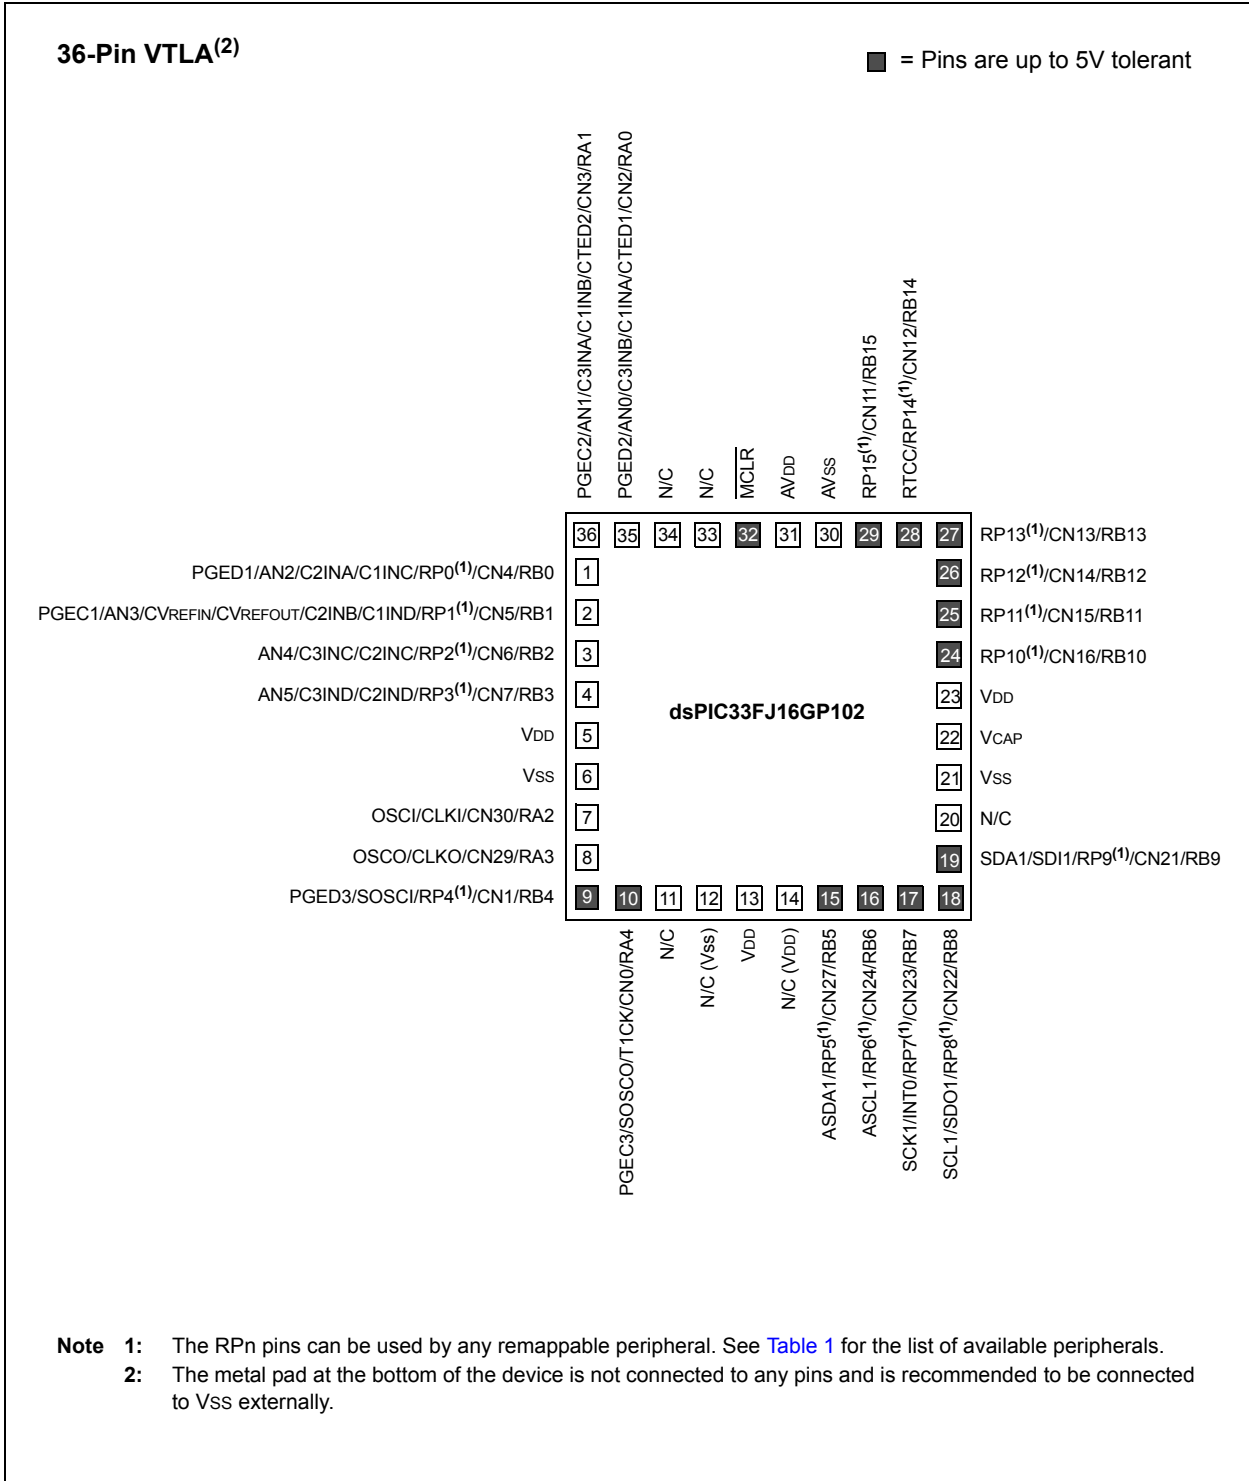 36-Pin VTLA(2)
= Pins are up to 5V tolerant
PGEC2/AN1/C3INA/C1INB/CTED2/CN3/RA1
PGED2/AN0/C3INB/C1INA/CTED1/CN2/RA0
N/C
N/C
MCLR
AVDD
AVSS
RP15(1)/CN11/RB15
RTCC/RP14(1)/CN12/RB14
36 35 34 33 32 31 30 29 28 27 RP13(1)/CN13/RB13
PGED1/AN2/C2INA/C1INC/RP0(1)/CN4/RB0 1
26 RP12(1)/CN14/RB12
PGEC1/AN3/CVREFIN/CVREFOUT/C2INB/C1IND/RP1(1)/CN5/RB1 2
25 RP11(1)/CN15/RB11
AN4/C3INC/C2INC/RP2(1)/CN6/RB2 3
24 RP10(1)/CN16/RB10
AN5/C3IND/C2IND/RP3(1)/CN7/RB3 4
dsPIC33FJ16GP102
23 VDD
VDD 5
22 VCAP
VSS 6
21 VSS
OSCI/CLKI/CN30/RA2 7
20 N/C
OSCO/CLKO/CN29/RA3 8
19 SDA1/SDI1/RP9(1)/CN21/RB9
PGED3/SOSCI/RP4(1)/CN1/RB4 9 10 11 12 13 14 15 16 17 18
PGEC3/SOSCO/T1CK/CN0/RA4
N/C
N/C (Vss)
VDD
N/C (VDD)
ASDA1/RP5(1)/CN27/RB5
ASCL1/RP6(1)/CN24/RB6
SCK1/INT0/RP7(1)/CN23/RB7
SCL1/SDO1/RP8(1)/CN22/RB8
Note 1: The RPn pins can be used by any remappable peripheral. See Table 1 for the list of available peripherals.
2: The metal pad at the bottom of the device is not connected to any pins and is recommended to be connected
to VSS externally.